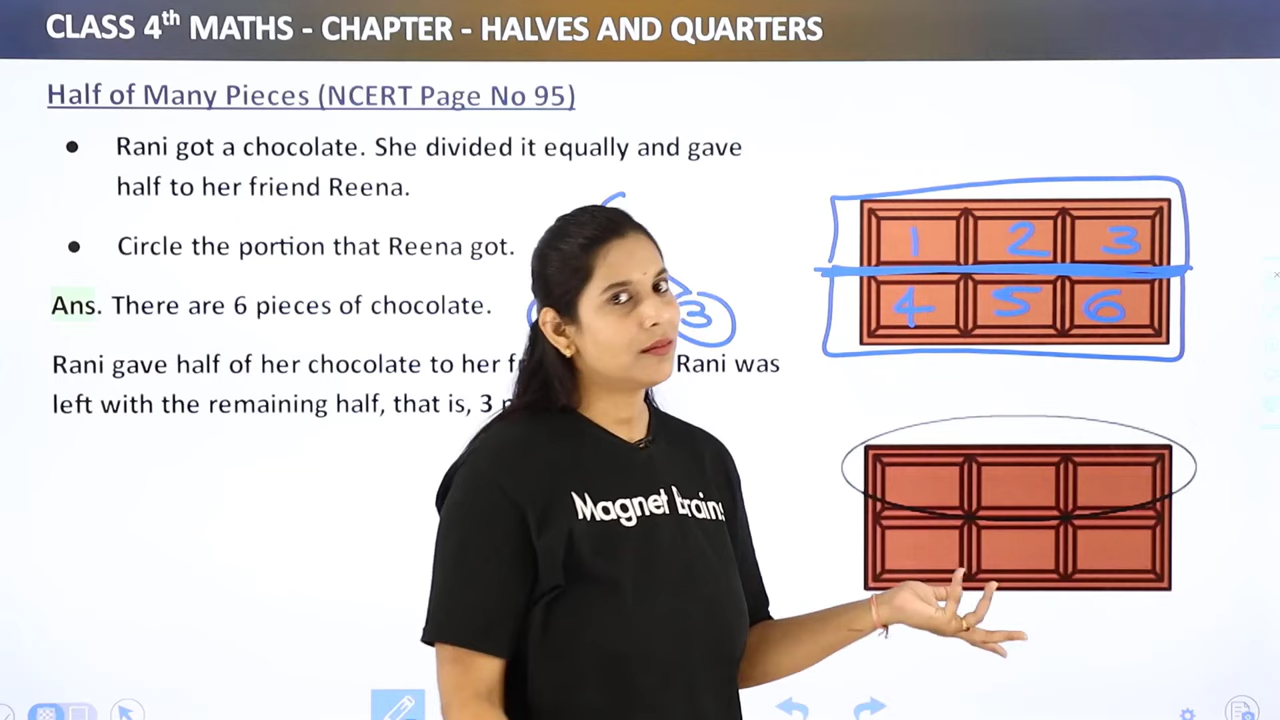 CLASS 4th MATHS - CHAPTER - HALVES AND QUARTERS
Half of Many Pieces (NCERT Page No 95)
● Rani got a chocolate. She divided it equally and gave
half to her friend Reena.
● Circle the portion that Reena got.
Ans. There are 6 pieces of chocolate.
3
Rani gave half of her chocolate to her Rani was
left with the remaining half, that is, 3
1 2 3
4 5 6
Magnet Brains